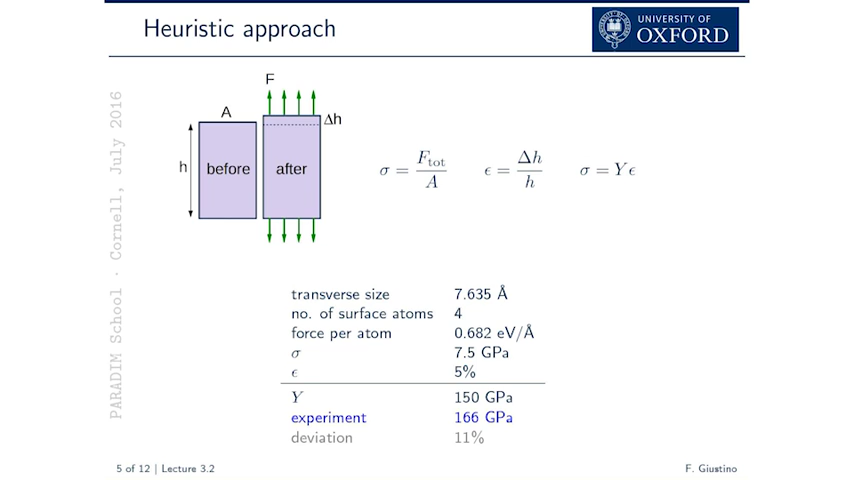 Heuristic approach
UNIVERSITY OF
OXFORD
PARADIM School · Cornell, July 2016
F
A
Δh
h
before
after
σ = F_tot / A
ϵ = Δh / h
σ = Y ϵ
transverse size 7.635 Å
no. of surface atoms 4
force per atom 0.682 eV/Å
σ 7.5 GPa
ϵ 5%
Y 150 GPa
experiment 166 GPa
deviation 11%
5 of 12 | Lecture 3.2
F. Giustino